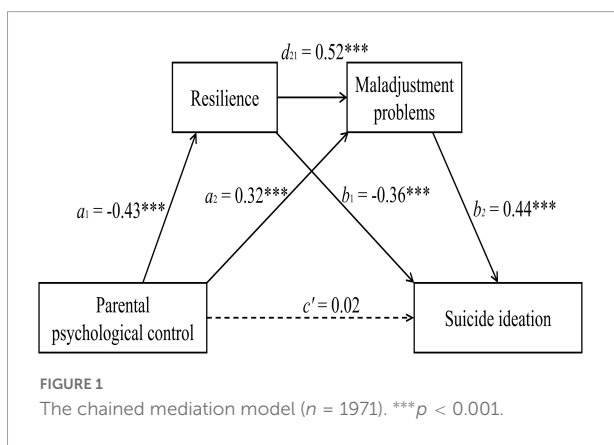 d₂₁ = 0.52***
Resilience
Maladjustment
problems
a₁ = -0.43***
a₂ = 0.32***
b₁ = -0.36***
b₂ = 0.44***
Parental
psychological control
c′ = 0.02
Suicide ideation
FIGURE 1
The chained mediation model (n = 1971). ***p < 0.001.